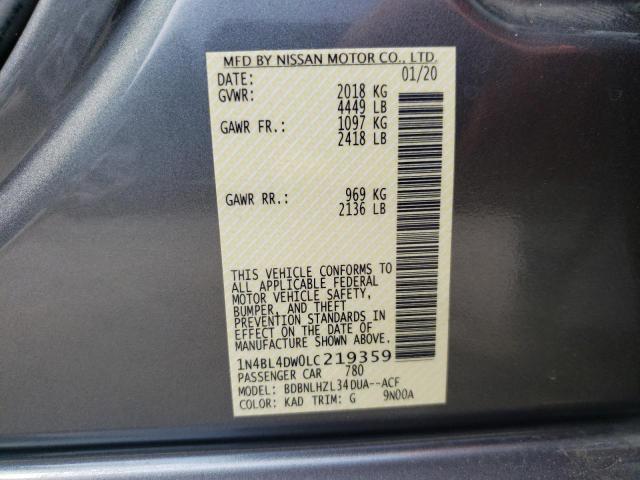 MFD BY NISSAN MOTOR CO., LTD.
DATE: 01/20
GVWR: 2018 KG
4449 LB
GAWR FR.: 1097 KG
2418 LB
GAWR RR.: 969 KG
2136 LB
THIS VEHICLE CONFORMS TO
ALL APPLICABLE FEDERAL
MOTOR VEHICLE SAFETY,
BUMPER, AND THEFT
PREVENTION STANDARDS IN
EFFECT ON THE DATE OF
MANUFACTURE SHOWN ABOVE.
1N4BL4DW0LC219359
PASSENGER CAR 780
MODEL: BDBNLHZL34DUA--ACF
COLOR: KAD TRIM: G 9N00A